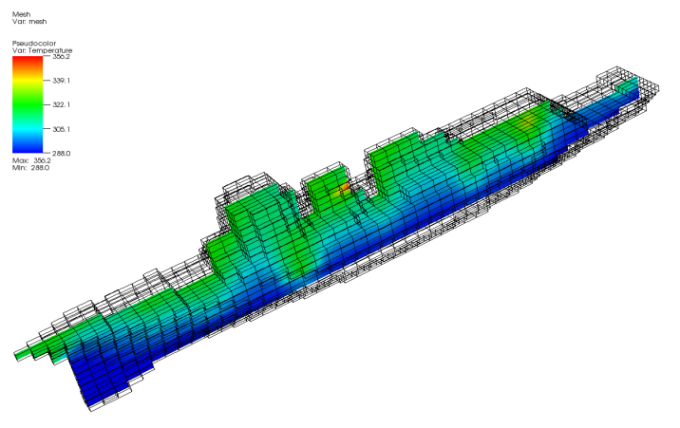 Mesh
Var: mesh
Pseudocolor
Var: Temperature
356.2
339.1
322.1
305.1
288.0
Max: 356.2
Min: 288.0